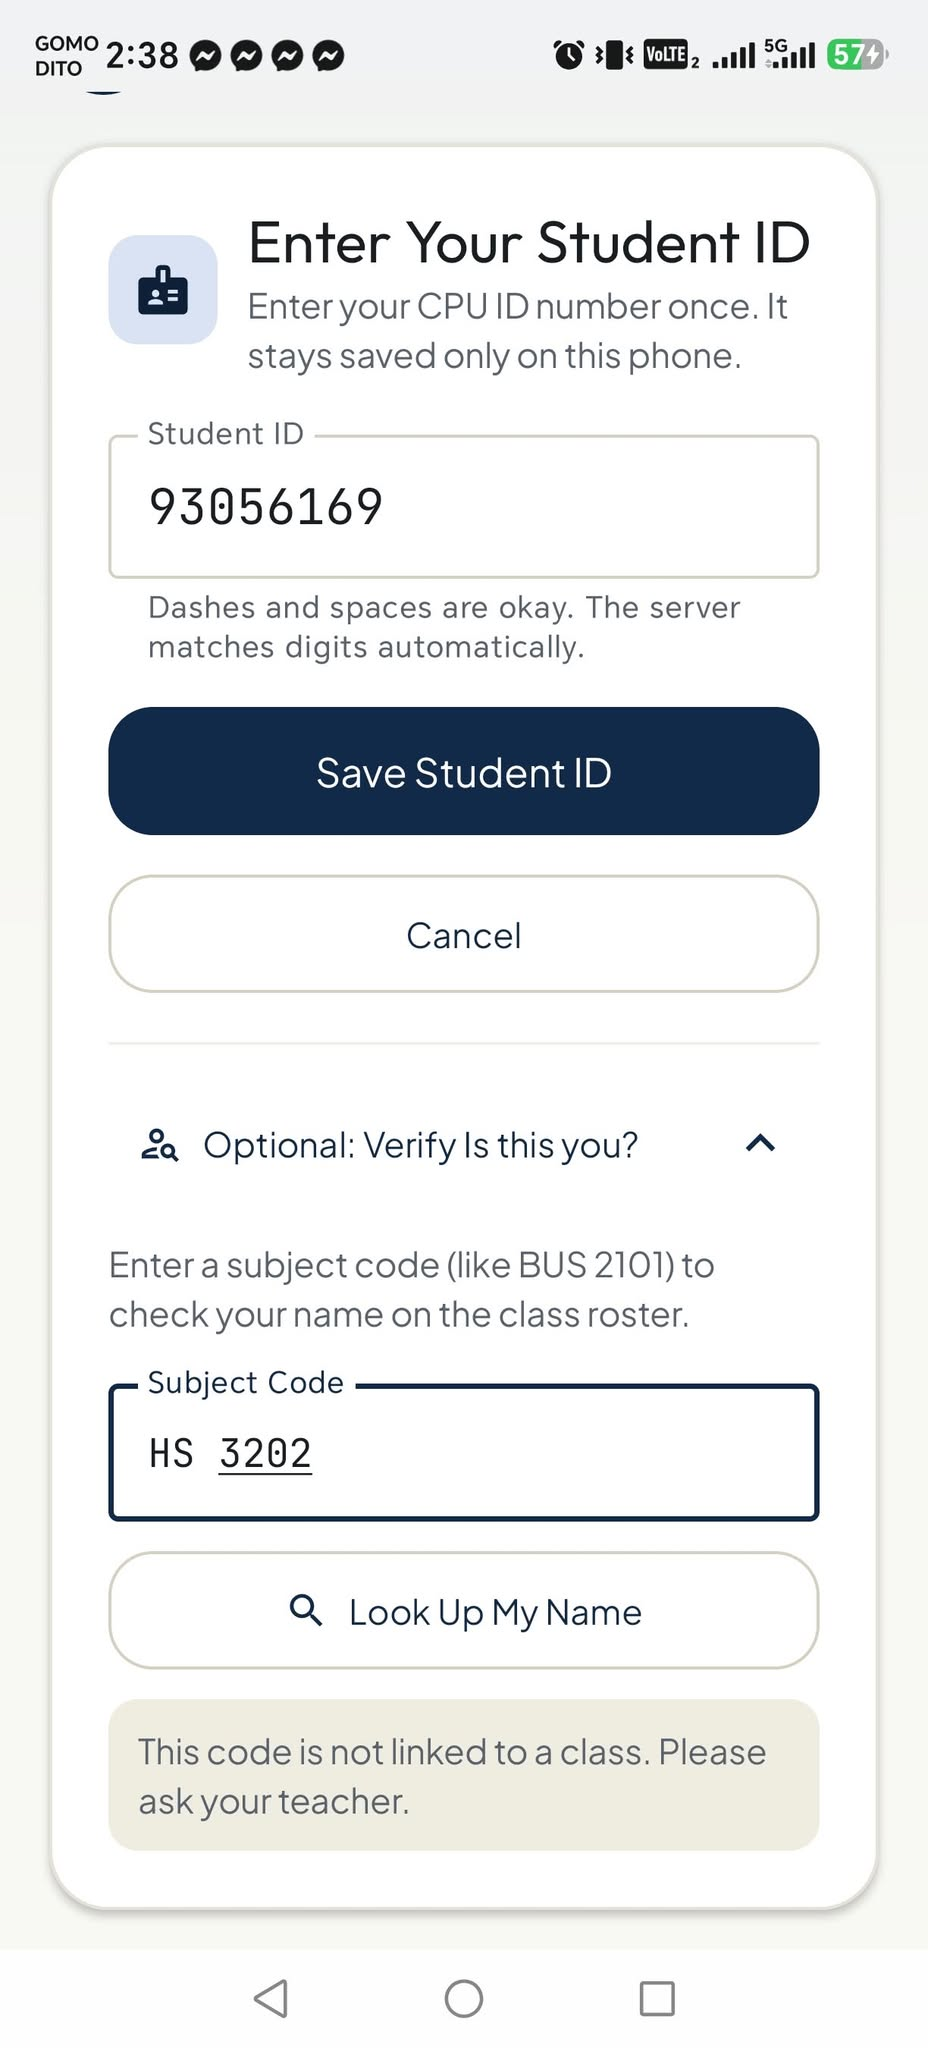 GOMO
DITO
2:38
VoLTE 2
5G
57
Enter Your Student ID
Enter your CPU ID number once. It
stays saved only on this phone.
Student ID
93056169
Dashes and spaces are okay. The server
matches digits automatically.
Save Student ID
Cancel
Optional: Verify Is this you?
Enter a subject code (like BUS 2101) to
check your name on the class roster.
Subject Code
HS 3202
Look Up My Name
This code is not linked to a class. Please
ask your teacher.